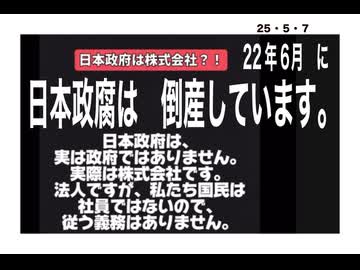 25・5・7
日本政府は株式会社？！
22年6月 に
日本政腐は 倒産しています。
日本政府は、
実は政府ではありません。
実際は株式会社です。
法人ですが、私たち国民は
社員ではないので、
従う義務はありません。